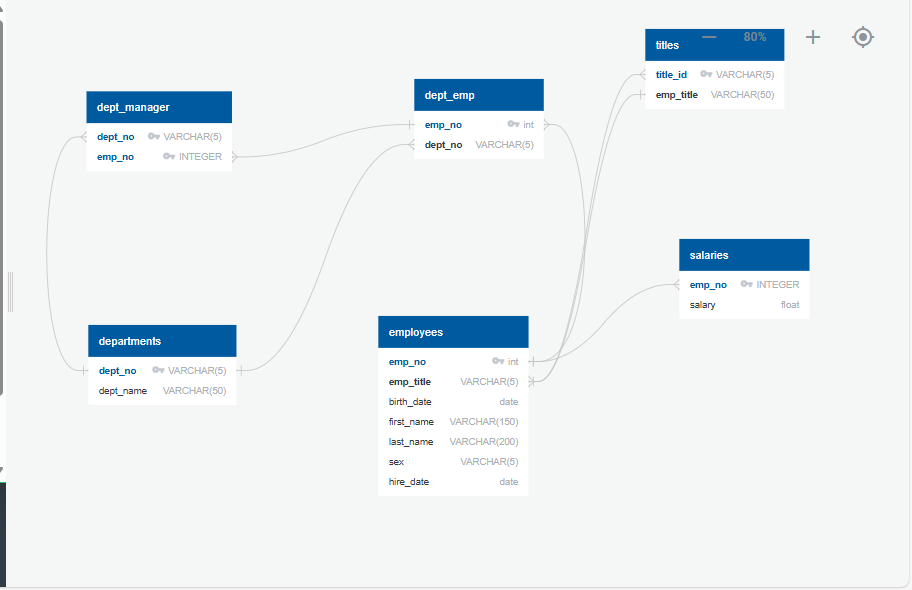 80%
titles
title_id VARCHAR(5)
emp_title VARCHAR(50)
dept_manager
dept_no VARCHAR(5)
emp_no INTEGER
dept_emp
emp_no int
dept_no VARCHAR(5)
salaries
emp_no INTEGER
salary float
departments
dept_no VARCHAR(5)
dept_name VARCHAR(50)
employees
emp_no int
emp_title VARCHAR(5)
birth_date date
first_name VARCHAR(150)
last_name VARCHAR(200)
sex VARCHAR(5)
hire_date date